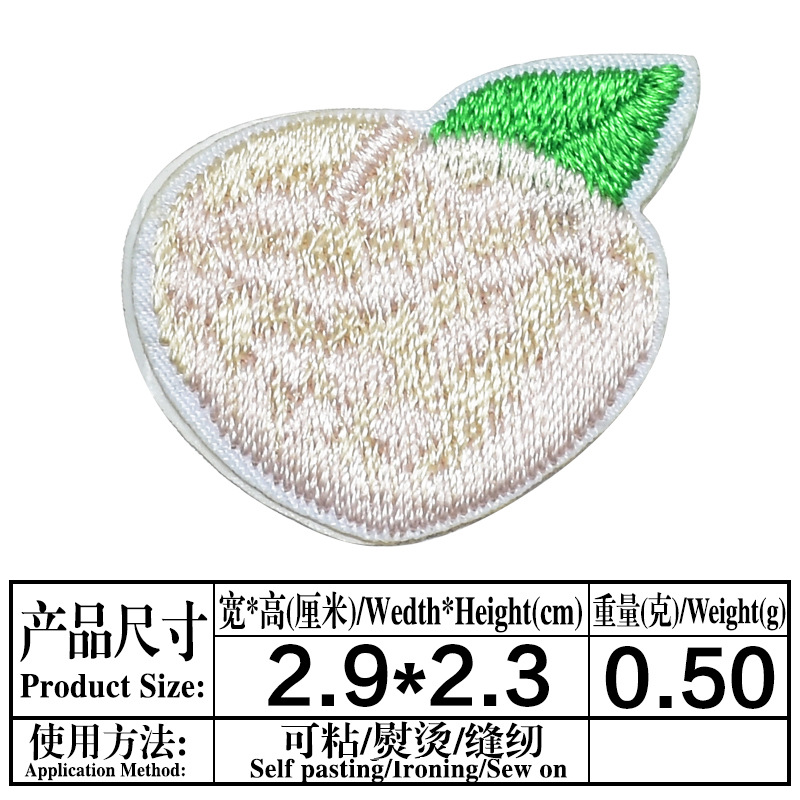 产品尺寸
Product Size:
宽*高(厘米)/Wedth*Height(cm)
重量(克)/Weight(g)
2.9*2.3
0.50
使用方法:
Application Method:
可粘/熨烫/缝纫
Self pasting/Ironing/Sew on